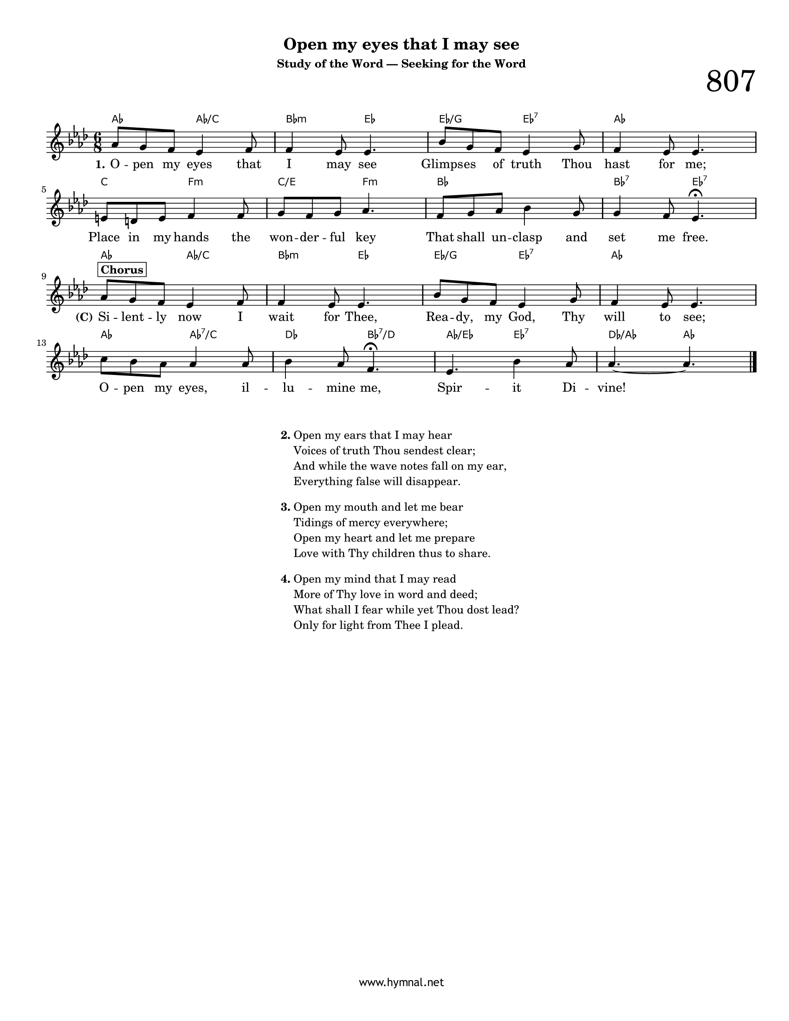 Open my eyes that I may see
Study of the Word — Seeking for the Word
807
A♭ A♭/C B♭m E♭ E♭/G E♭7 A♭
6
8
1. O - pen my eyes that I may see Glimpses of truth Thou hast for me;
C Fm C/E Fm B♭ B♭7 E♭7
5
Place in my hands the won - der - ful key That shall un - clasp and set me free.
A♭ A♭/C B♭m E♭ E♭/G E♭7 A♭
Chorus
9
(C) Si - lent - ly now I wait for Thee, Rea - dy, my God, Thy will to see;
A♭ A♭7/C D♭ B♭7/D A♭/E♭ E♭7 D♭/A♭ A♭
13
O - pen my eyes, il - lu - mine me, Spir - it Di - vine!
2. Open my ears that I may hear
Voices of truth Thou sendest clear;
And while the wave notes fall on my ear,
Everything false will disappear.
3. Open my mouth and let me bear
Tidings of mercy everywhere;
Open my heart and let me prepare
Love with Thy children thus to share.
4. Open my mind that I may read
More of Thy love in word and deed;
What shall I fear while yet Thou dost lead?
Only for light from Thee I plead.
www.hymnal.net